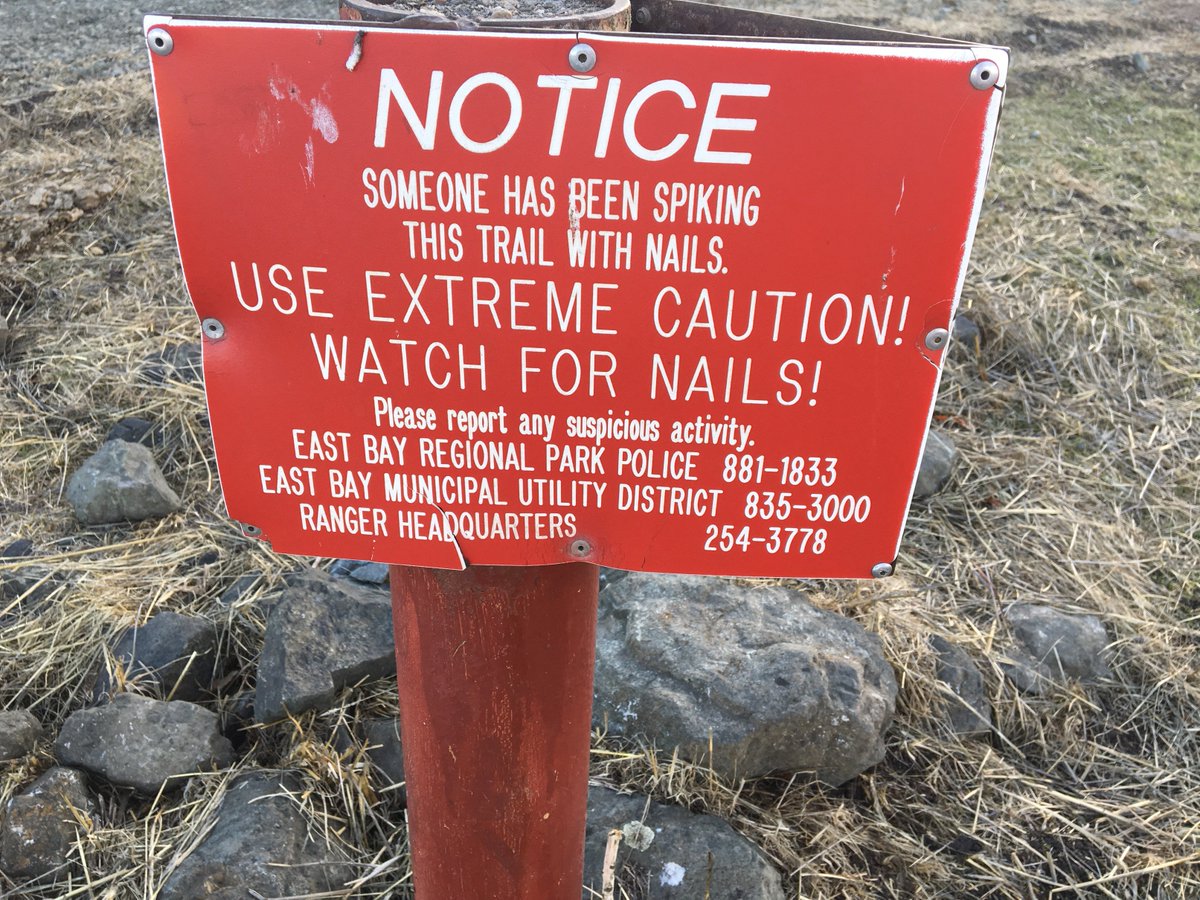 NOTICE
SOMEONE HAS BEEN SPIKING
THIS TRAIL WITH NAILS.
USE EXTREME CAUTION!
WATCH FOR NAILS!
Please report any suspicious activity.
EAST BAY REGIONAL PARK POLICE 881-1833
EAST BAY MUNICIPAL UTILITY DISTRICT 835-3000
RANGER HEADQUARTERS 254-3778